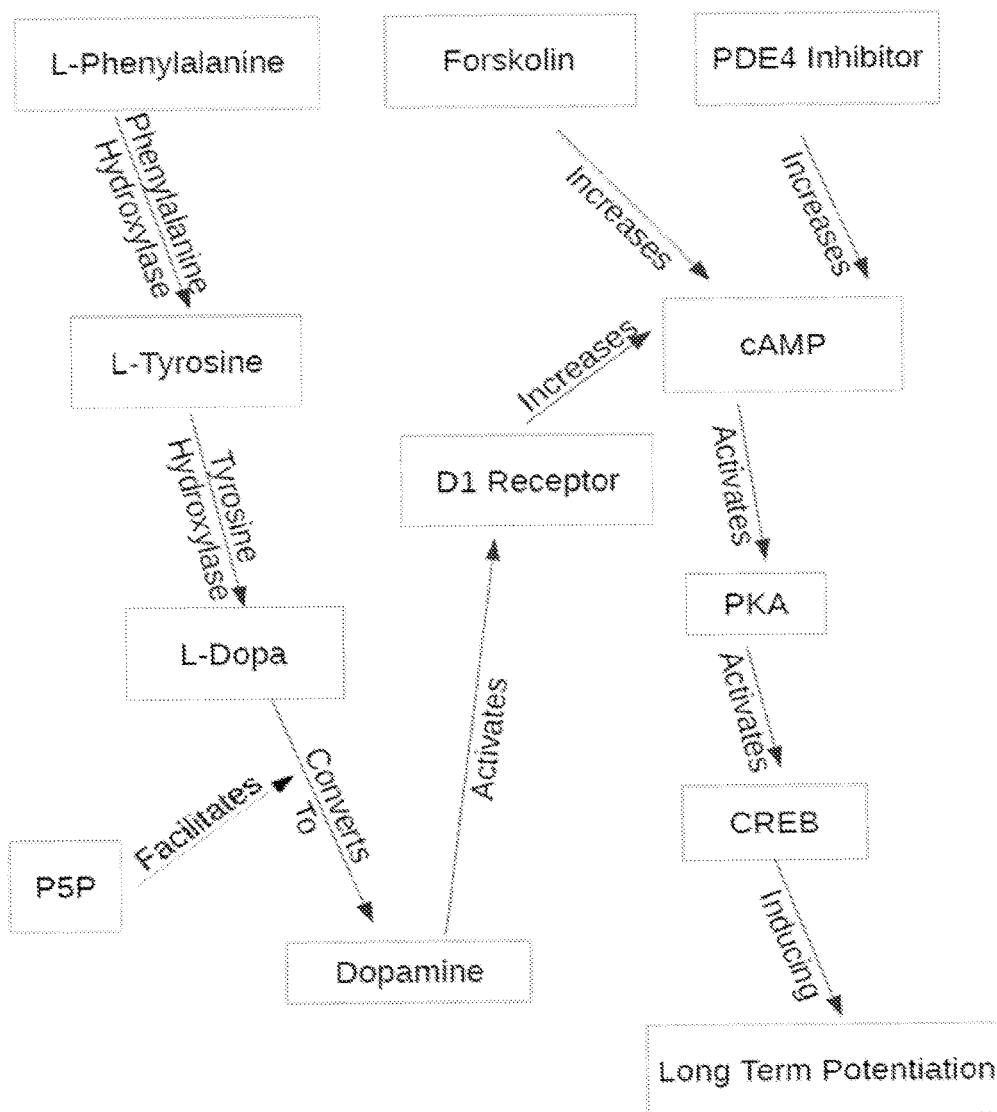 L-Phenylalanine
Forskolin
PDE4 Inhibitor
Phenylalanine
Hydroxylase
Increases
Increases
L-Tyrosine
cAMP
Increases
Tyrosine
Hydroxylase
D1 Receptor
Activates
L-Dopa
PKA
Activates
Facilitates
Converts
To
Activates
P5P
CREB
Dopamine
Inducing
Long Term Potentiation